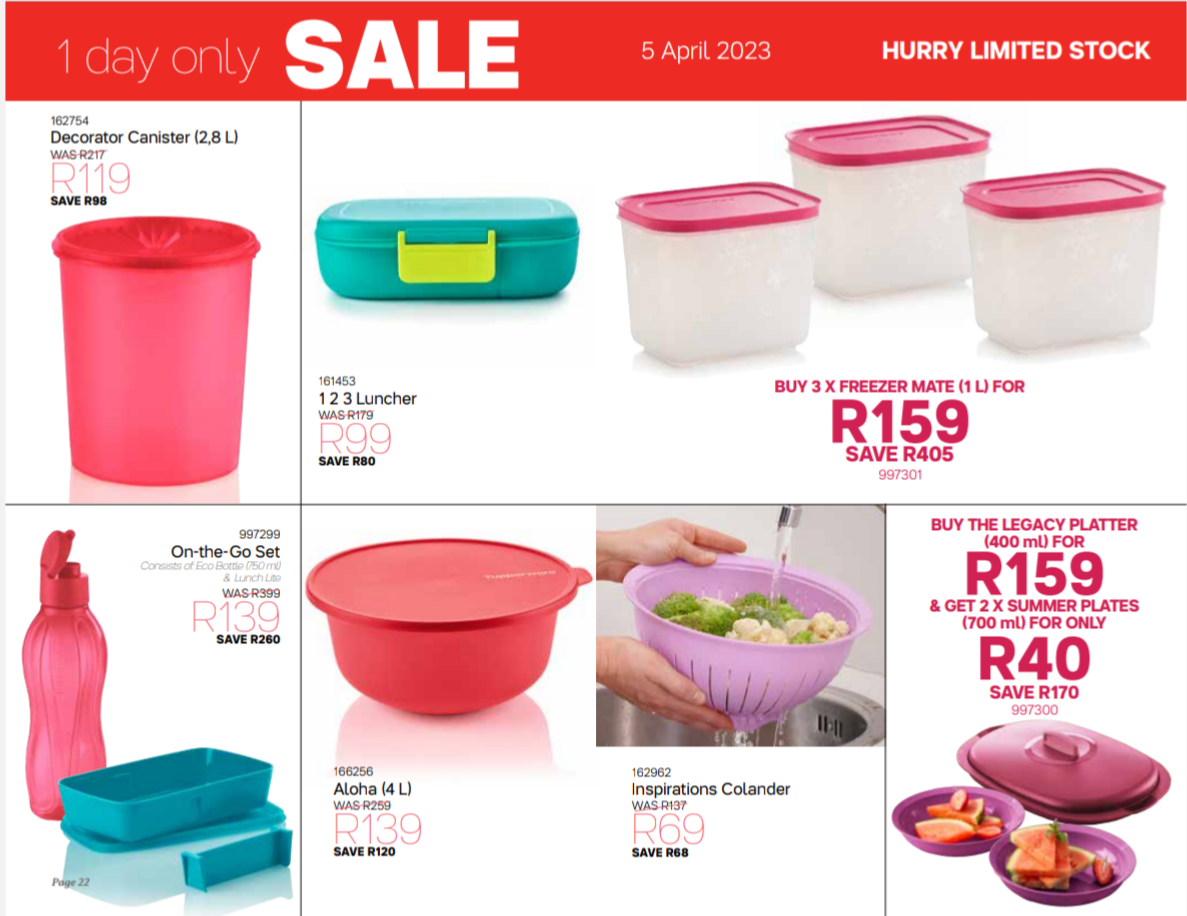 1 day only SALE
5 April 2023
HURRY LIMITED STOCK
162754
Decorator Canister (2,8 L)
WAS R217
R119
SAVE R98
161453
1 2 3 Luncher
WAS R179
R99
SAVE R80
BUY 3 X FREEZER MATE (1 L) FOR
R159
SAVE R405
997301
997299
On-the-Go Set
Consists of Eco Bottle (750 ml)
& Lunch Lite
WAS R399
R139
SAVE R260
Page 22
Tupperware
166256
Aloha (4 L)
WAS R259
R139
SAVE R120
162962
Inspirations Colander
WAS R137
R69
SAVE R68
BUY THE LEGACY PLATTER
(400 ml) FOR
R159
& GET 2 X SUMMER PLATES
(700 ml) FOR ONLY
R40
SAVE R170
997300